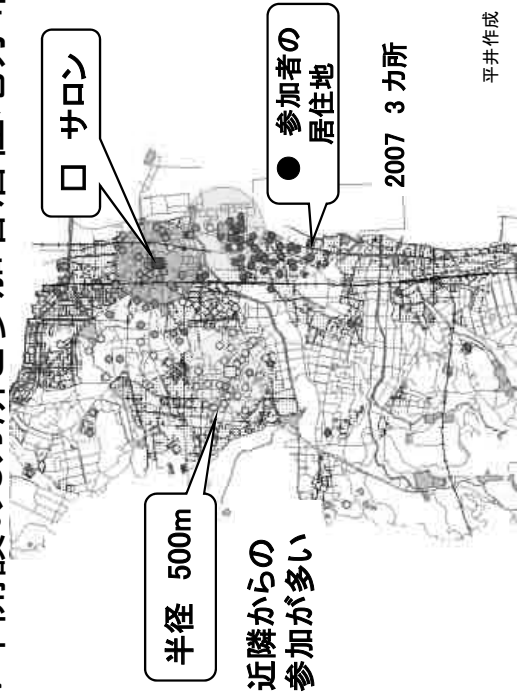 □ サロン
半径 500m
近隣からの
参加が多い
● 参加者の
居住地
2007 3カ所
平井作成